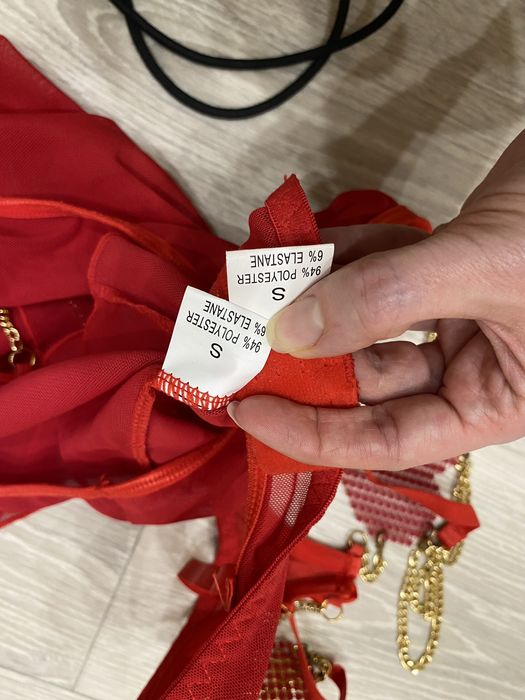 S
94% POLYESTER
6% ELASTANE
S
94% POLYESTER
6% ELASTANE